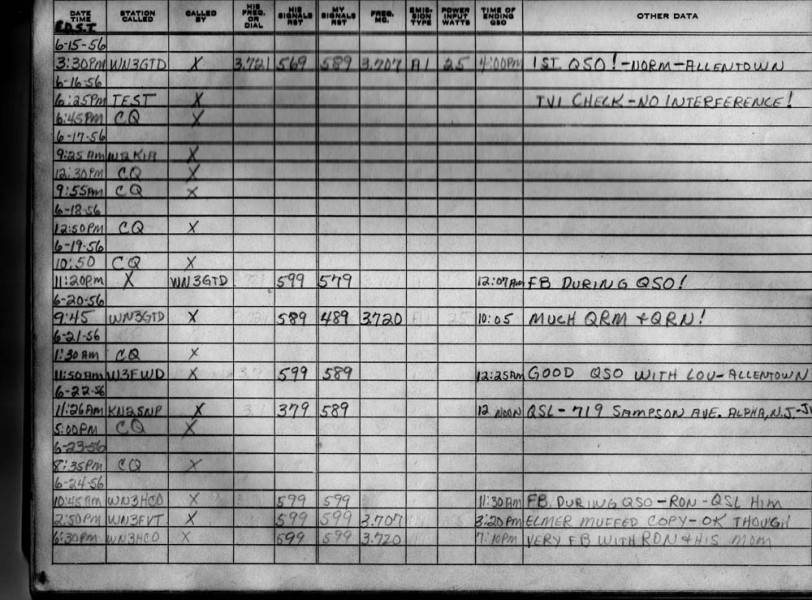 DATE TIME STATION CALLED CALLED BY HIS FREQ. OR DIAL HIS SIGNALS RST MY SIGNALS RST FREQ. MC. EMIS- SION TYPE POWER INPUT WATTS TIME OF ENDING QSO OTHER DATA
E.D.S.T
6-15-56
3:30PM WN3GTD X 3.721 569 589 3.707 A1 25 4:00PM 1ST QSO!-NORM-ALLENTOWN
6-16-56
6:25PM TEST X TVI CHECK-NO INTERFERENCE!
6:45PM CQ X
6-17-56
9:25AM W2KIR X
12:30PM CQ X
9:55AM CQ X
6-18-56
12:50PM CQ X
6-19-56
10:50 CQ X
11:20PM X WN3GTD 599 579 12:07AM FB DURING QSO!
6-20-56
9:45 WN3GTD X 589 489 3720 10:05 MUCH QRM + QRN!
6-21-56
1:30AM CQ X
11:50AM W3FWD X 599 589 12:25AM GOOD QSO WITH LOU-ALLENTOWN
6-22-56
11:26AM KN2SNP X 379 589 12 NOON QSL-719 SAMPSON AVE. ALPHA, N.J.
5:00PM CQ X
6-23-56
8:35PM CQ X
6-24-56
10:45AM WN3HCO X 599 599 11:30AM FB DURING QSO-RON-QSL HIM
2:50PM WN3FVT X 599 599 3.707 3:20PM ELMER MUFFED COPY-OK THOUGH
6:30PM WN3HCO X 599 599 3.720 7:10PM VERY FB WITH RON + HIS MOM